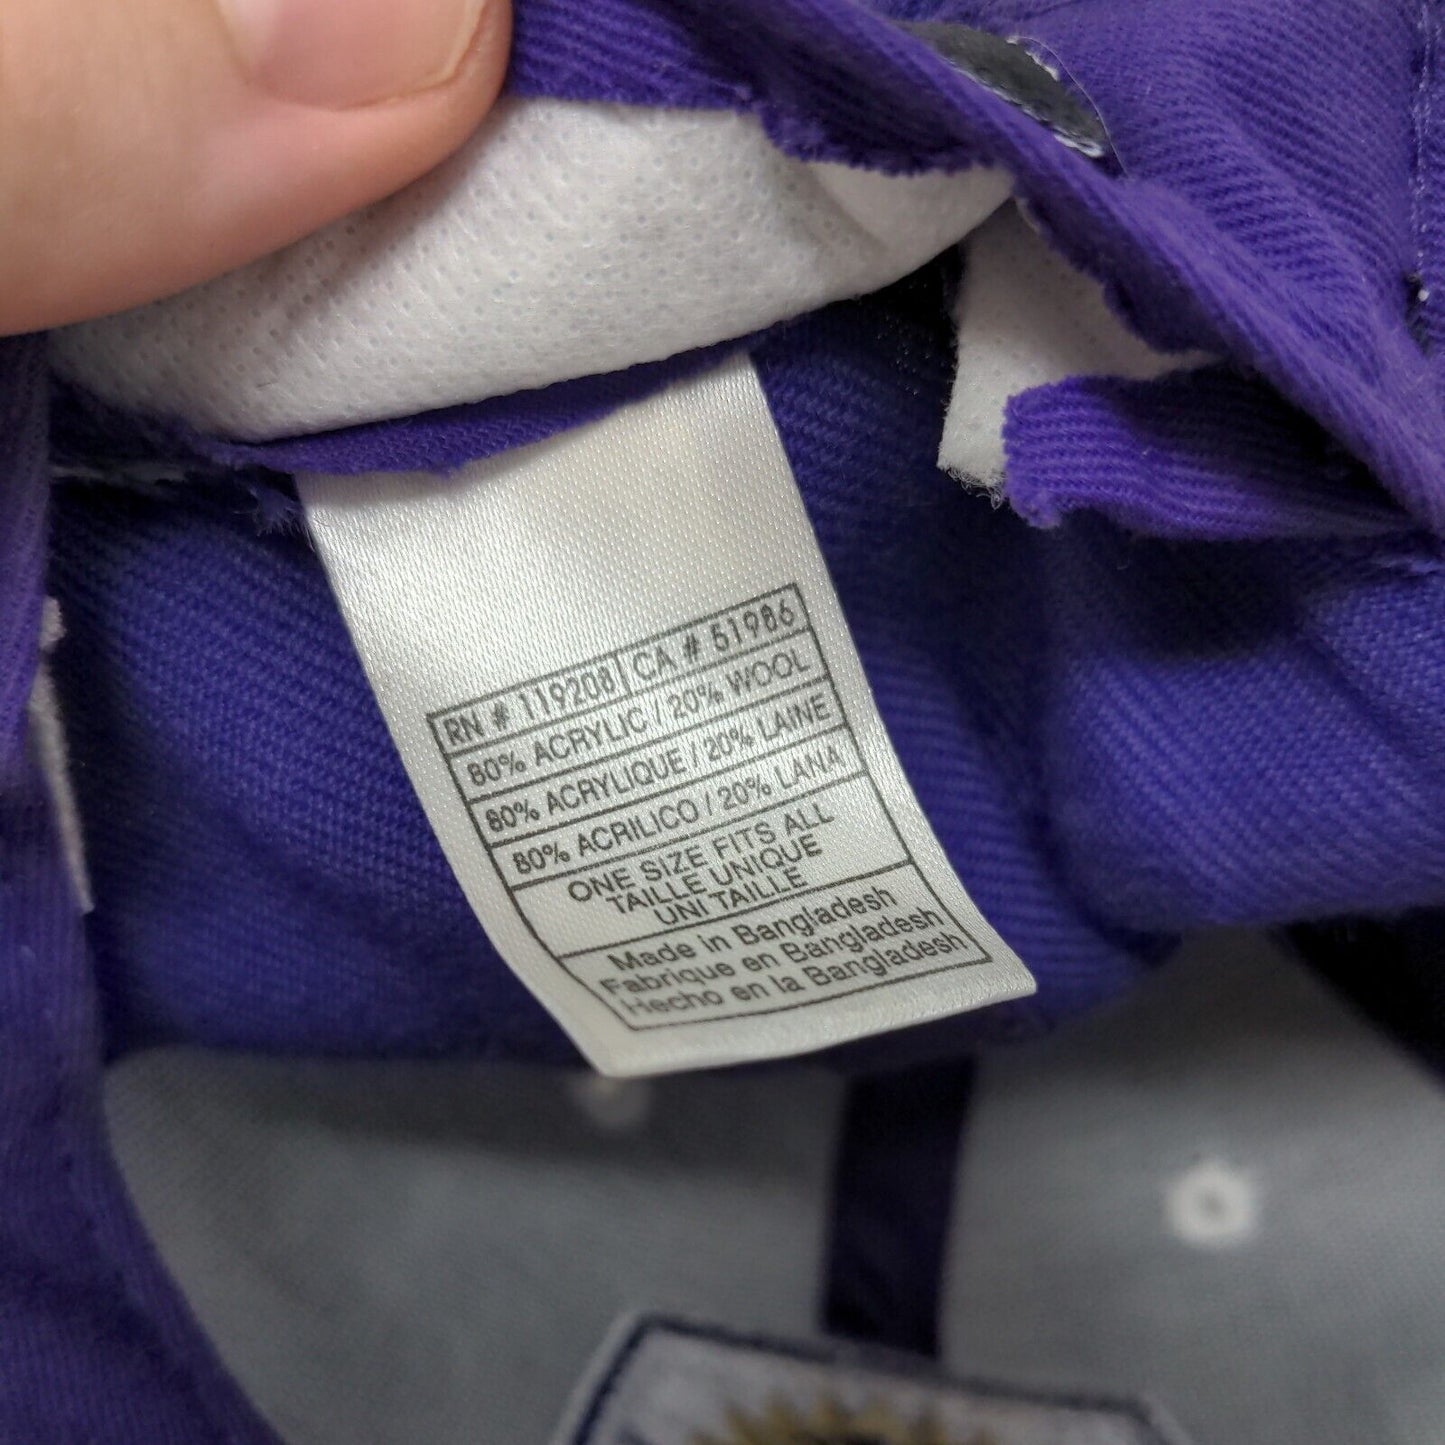 RN # 119208 CA # 51986
80% ACRYLIC / 20% WOOL
80% ACRYLIQUE / 20% LAINE
80% ACRILICO / 20% LANA
ONE SIZE FITS ALL
TAILLE UNIQUE
UNI TAILLE
Made in Bangladesh
Fabrique en Bangladesh
Hecho en la Bangladesh